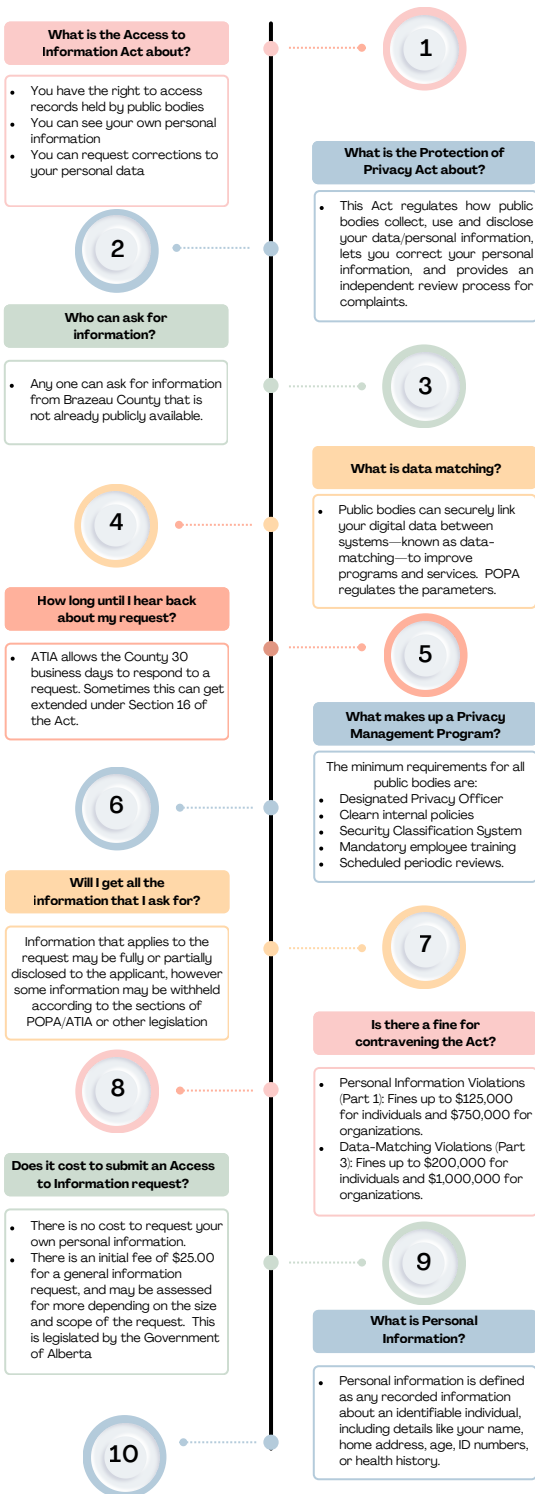 What is the Access to
Information Act about?
1
• You have the right to access
records held by public bodies
• You can see your own personal
information
• You can request corrections to
your personal data
2
What is the Protection of
Privacy Act about?
• This Act regulates how public
bodies collect, use and disclose
your data/personal information,
lets you correct your personal
information, and provides an
independent review process for
complaints.
Who can ask for
information?
3
• Any one can ask for information
from Brazeau County that is
not already publicly available.
4
What is data matching?
• Public bodies can securely link
your digital data between
systems—known as data-
matching—to improve
programs and services. POPA
regulates the parameters.
How long until I hear back
about my request?
5
• ATIA allows the County 30
business days to respond to a
request. Sometimes this can get
extended under Section 16 of
the Act.
6
What makes up a Privacy
Management Program?
The minimum requirements for all
public bodies are:
• Designated Privacy Officer
• Clearn internal policies
• Security Classification System
• Mandatory employee training
• Scheduled periodic reviews.
Will I get all the
information that I ask for?
7
Information that applies to the
request may be fully or partially
disclosed to the applicant, however
some information may be withheld
according to the sections of
POPA/ATIA or other legislation
8
Is there a fine for
contravening the Act?
• Personal Information Violations
(Part 1): Fines up to $125,000
for individuals and $750,000 for
organizations.
• Data-Matching Violations (Part
3): Fines up to $200,000 for
individuals and $1,000,000 for
organizations.
Does it cost to submit an Access
to Information request?
9
• There is no cost to request your
own personal information.
• There is an initial fee of $25.00
for a general information
request, and may be assessed
for more depending on the size
and scope of the request. This
is legislated by the Government
of Alberta
10
What is Personal
Information?
• Personal information is defined
as any recorded information
about an identifiable individual,
including details like your name,
home address, age, ID numbers,
or health history.